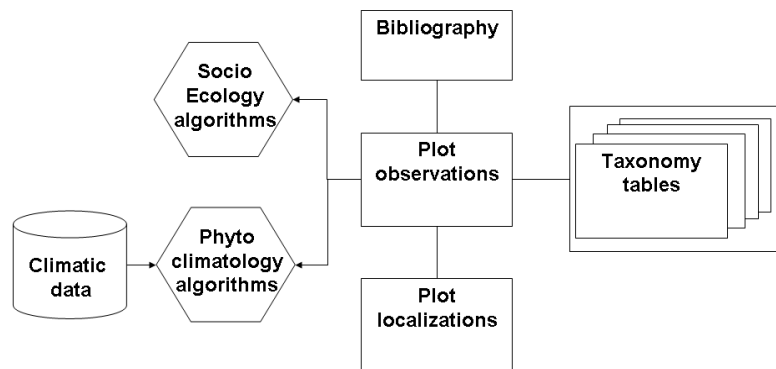 Bibliography
Socio
Ecology
algorithms
Plot
observations
Taxonomy
tables
Phyto
climatology
algorithms
Climatic
data
Plot
localizations